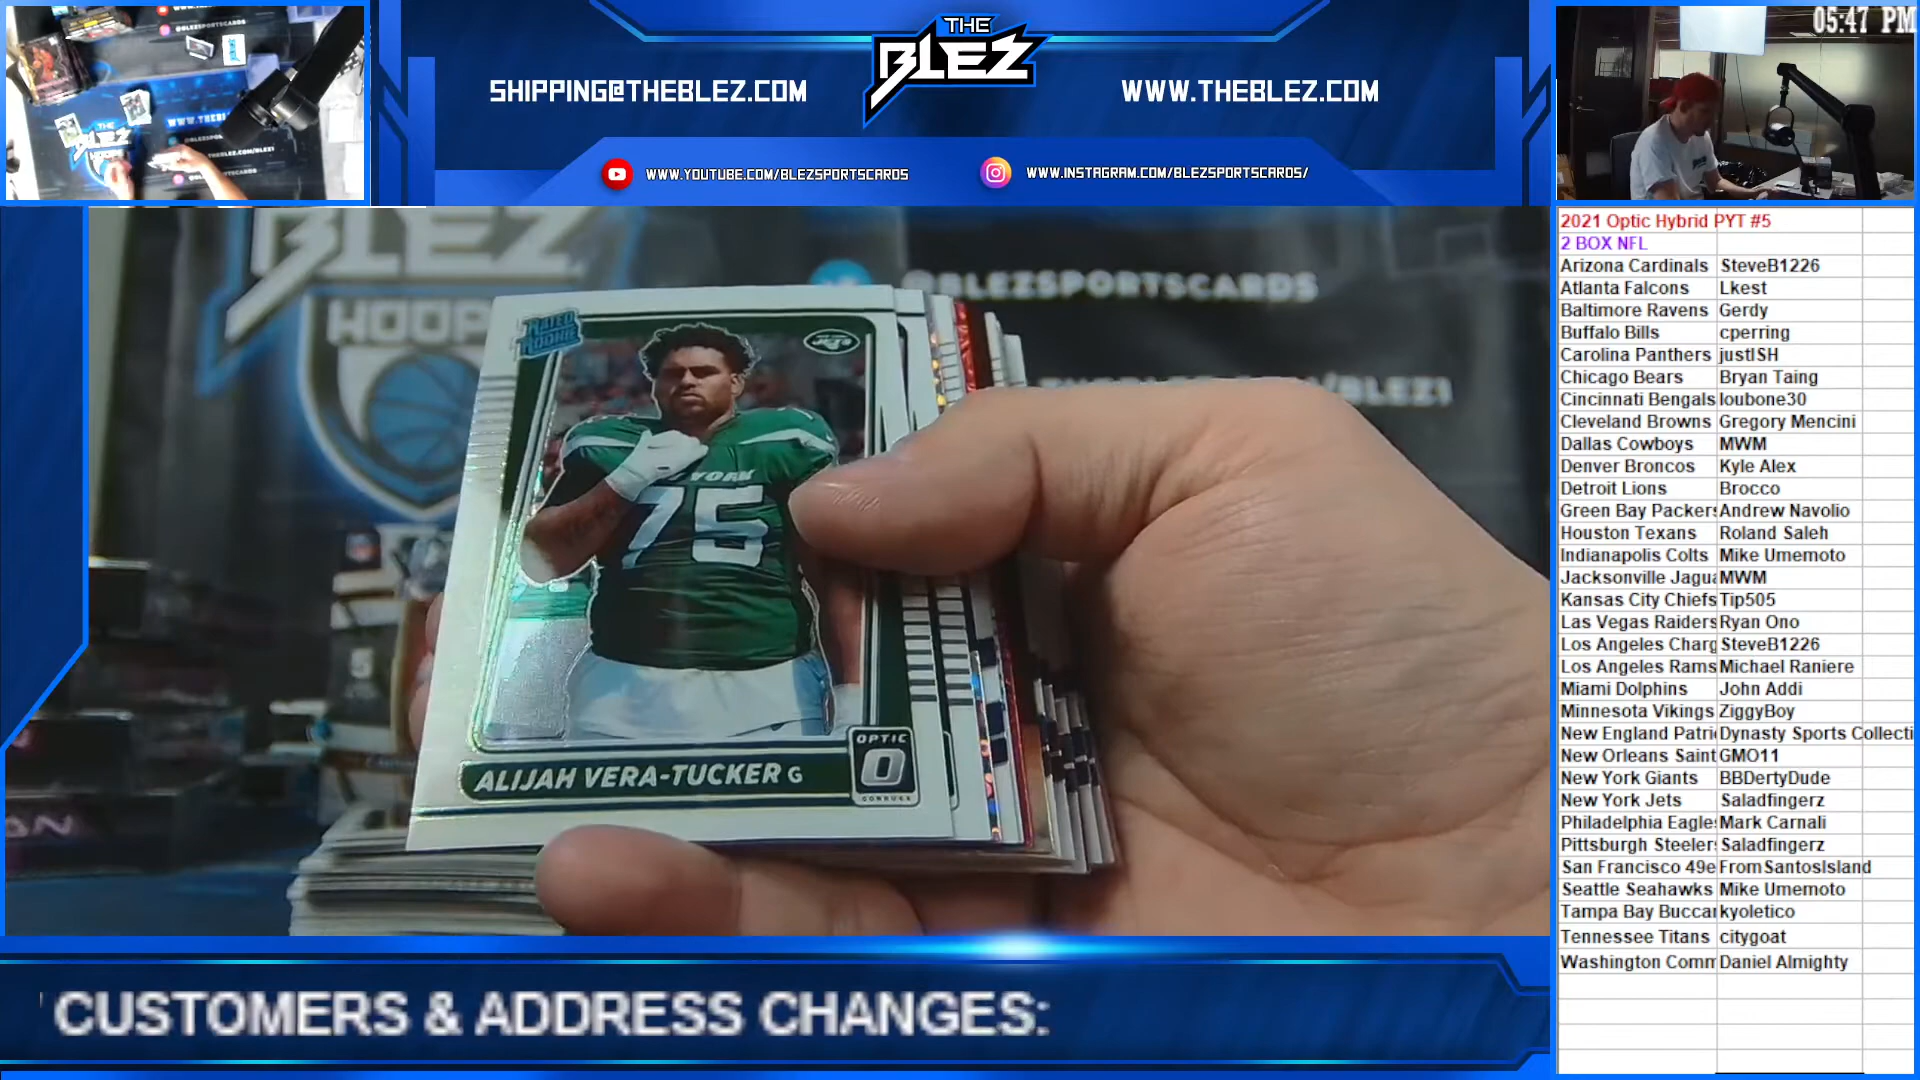 THE
BLEZ
SHIPPING@THEBLEZ.COM
WWW.THEBLEZ.COM
WWW.YOUTUBE.COM/BLEZSPORTSCARDS
WWW.INSTAGRAM.COM/BLEZSPORTSCARDS/
05:47 PM
BLEZ
HOOP
@BLEZSPORTSCARDS
RATED
ROOKIE
JETS
YORK
75
OPTIC
ALIJAH VERA-TUCKER G
2021 Optic Hybrid PYT #5
2 BOX NFL
Arizona Cardinals SteveB1226
Atlanta Falcons Lkest
Baltimore Ravens Gerdy
Buffalo Bills cperring
Carolina Panthers justISH
Chicago Bears Bryan Taing
Cincinnati Bengals loubone30
Cleveland Browns Gregory Mencini
Dallas Cowboys MWM
Denver Broncos Kyle Alex
Detroit Lions Brocco
Green Bay Packers Andrew Navolio
Houston Texans Roland Saleh
Indianapolis Colts Mike Umemoto
Jacksonville Jagua MWM
Kansas City Chiefs Tip505
Las Vegas Raiders Ryan Ono
Los Angeles Charg SteveB1226
Los Angeles Rams Michael Raniere
Miami Dolphins John Addi
Minnesota Vikings ZiggyBoy
New England Patri Dynasty Sports Collecti
New Orleans Saint GMO11
New York Giants BBDertyDude
New York Jets Saladfingerz
Philadelphia Eagle Mark Carnali
Pittsburgh Steeler Saladfingerz
San Francisco 49e FromSantosIsland
Seattle Seahawks Mike Umemoto
Tampa Bay Buccar kyoletico
Tennessee Titans citygoat
Washington Comm Daniel Almighty
CUSTOMERS & ADDRESS CHANGES: